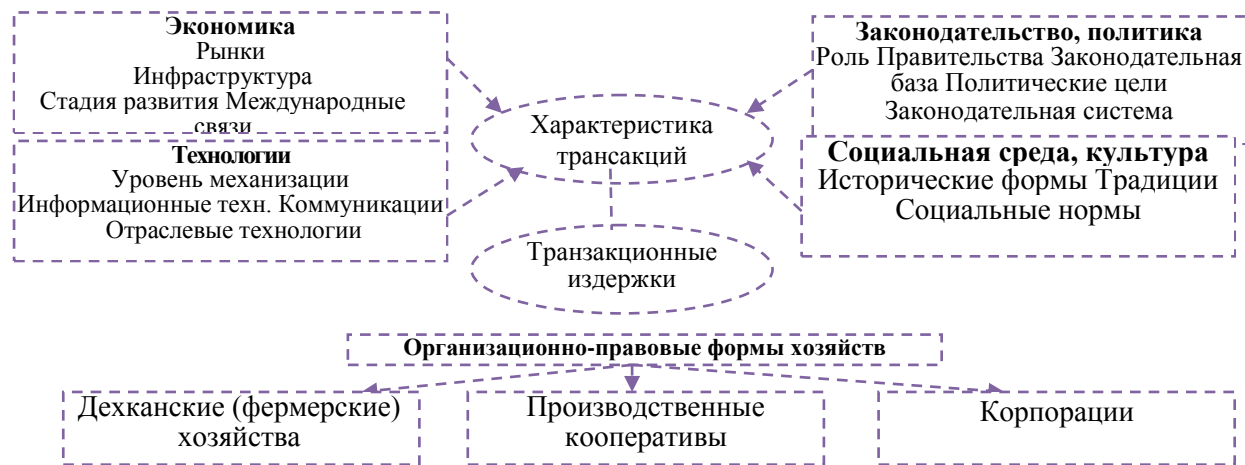 Экономика
Рынки
Инфраструктура
Стадия развития Международные
связи
Технологии
Уровень механизации
Информационные техн. Коммуникации
Отраслевые технологии
Характеристика
трансакций
Транзакционные
издержки
Законодательство, политика
Роль Правительства Законодательная
база Политические цели
Законодательная система
Социальная среда, культура
Исторические формы Традиции
Социальные нормы
Организационно-правовые формы хозяйств
Дехканские (фермерские)
хозяйства
Производственные
кооперативы
Корпорации